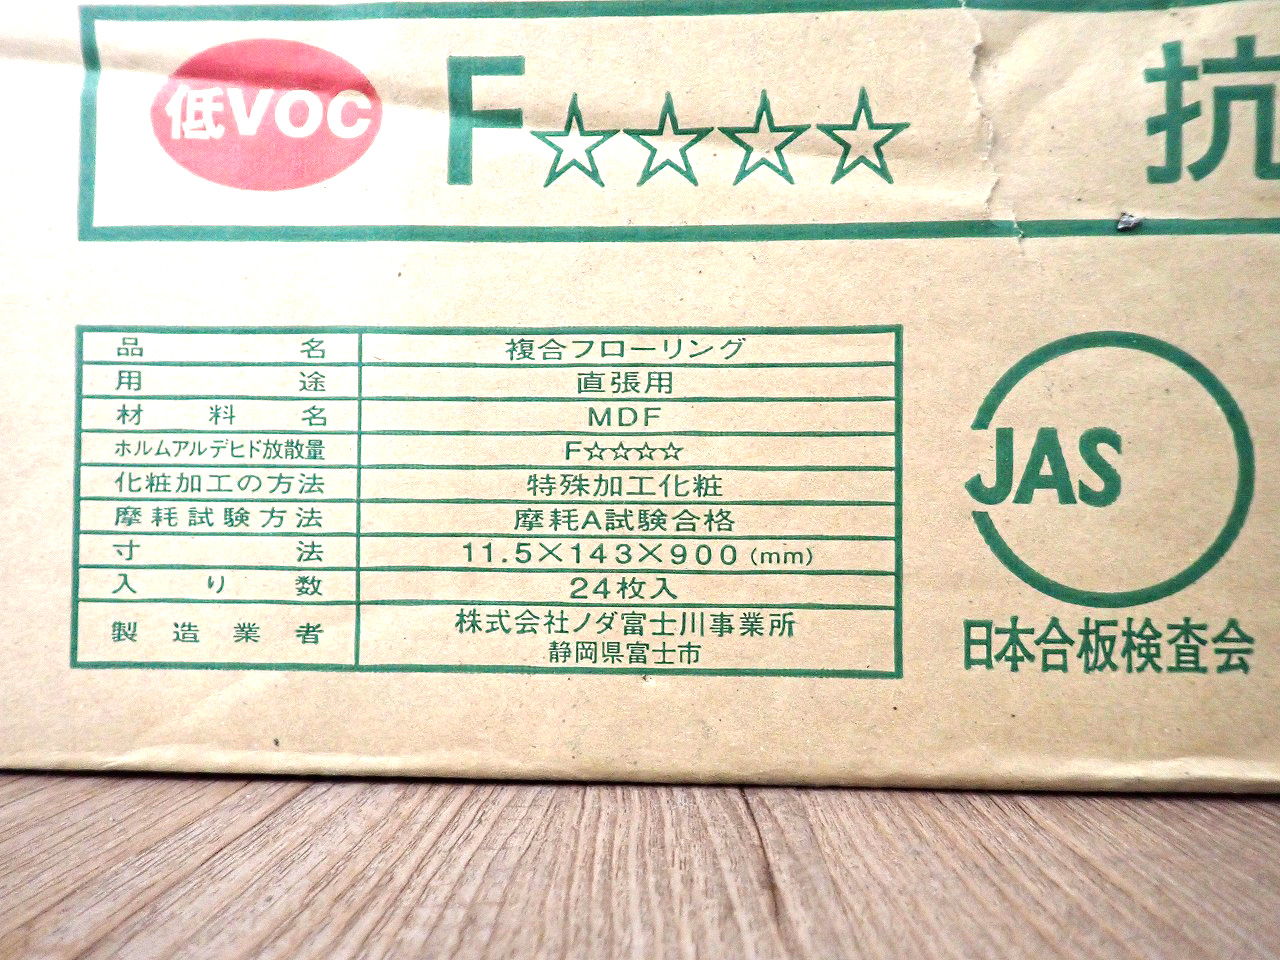 低VOC F☆☆☆☆ 抗
品名 複合フローリング
用途 直張用
材料名 MDF
ホルムアルデヒド放散量 F☆☆☆☆
化粧加工の方法 特殊加工化粧
摩耗試験方法 摩耗A試験合格
寸法 11.5×143×900(mm)
入り数 24枚入
製造業者 株式会社ノダ富士川事業所
静岡県富士市
JAS
日本合板検査会